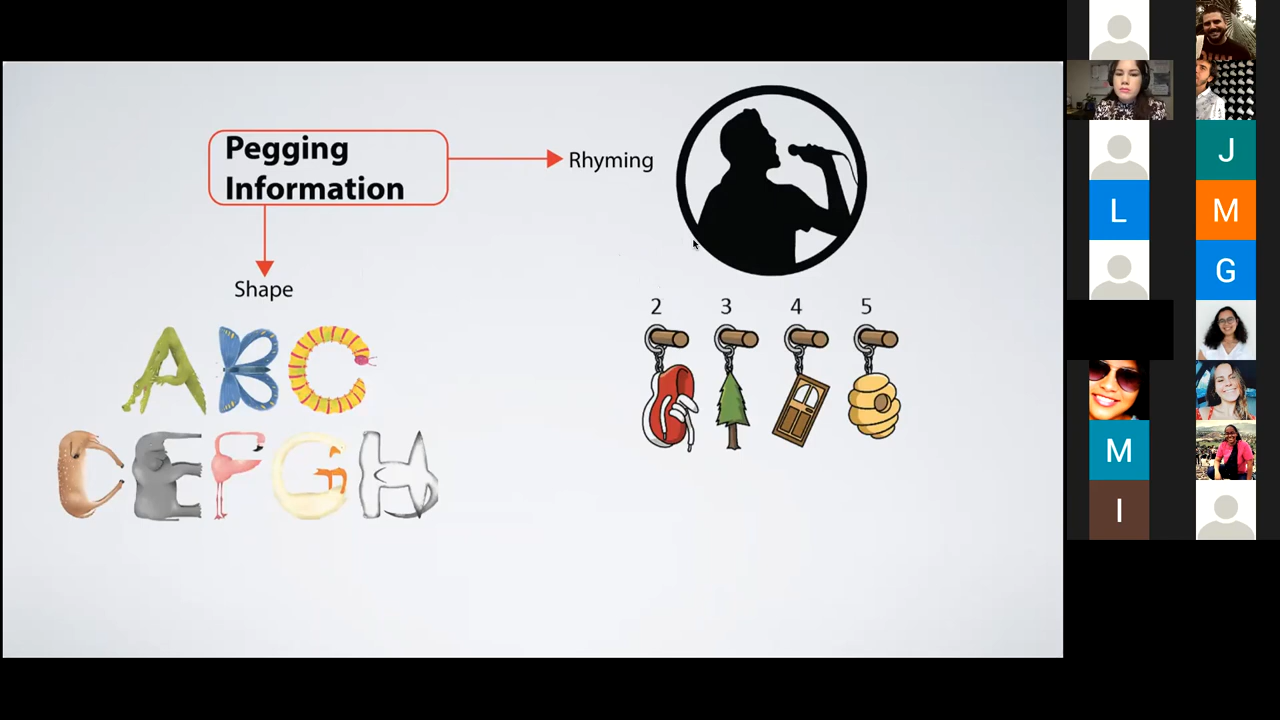 Pegging
Information
Rhyming
Shape
2 3 4 5
ABC
DEFGH
J
L
M
G
M
I